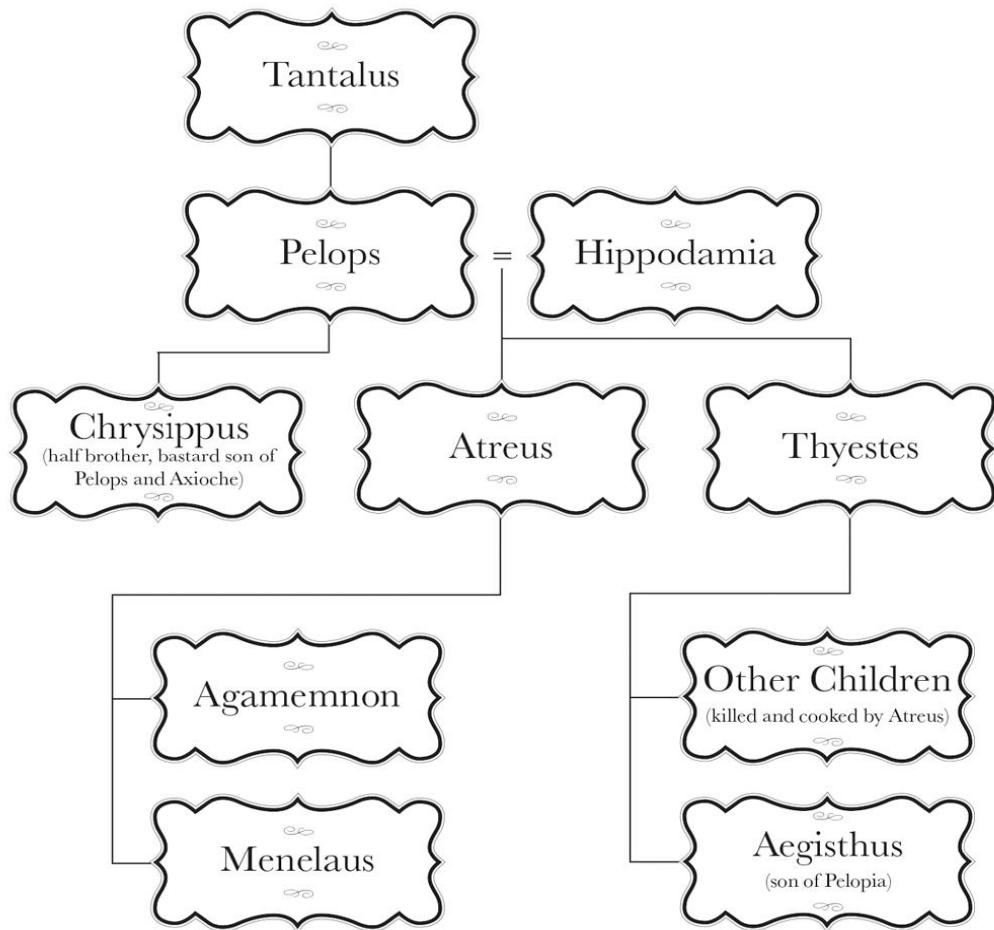 Tantalus
Pelops
=
Hippodamia
Chrysippus
(half brother, bastard son of
Pelops and Axioche)
Atreus
Thyestes
Agamemnon
Other Children
(killed and cooked by Atreus)
Menelaus
Aegisthus
(son of Pelopia)